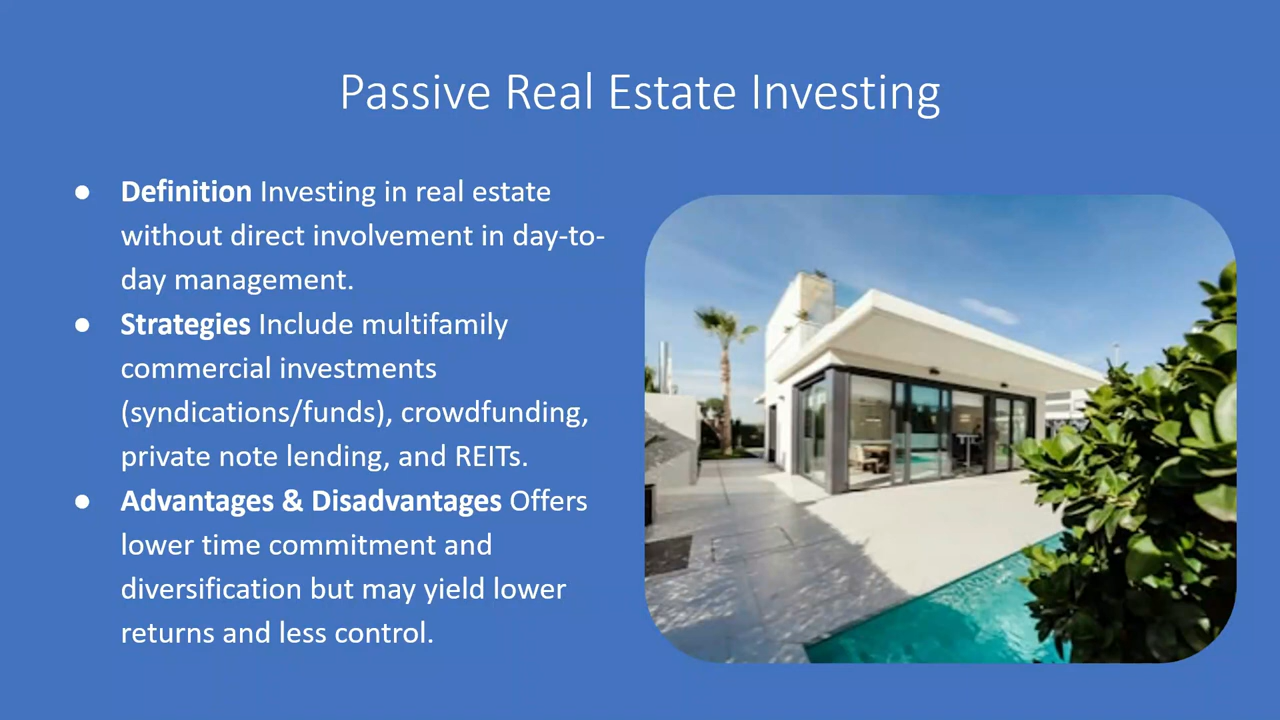 Passive Real Estate Investing
● Definition Investing in real estate
without direct involvement in day-to-
day management.
● Strategies Include multifamily
commercial investments
(syndications/funds), crowdfunding,
private note lending, and REITs.
● Advantages & Disadvantages Offers
lower time commitment and
diversification but may yield lower
returns and less control.